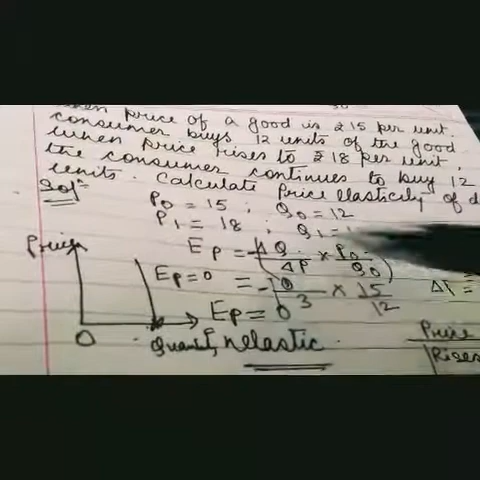 when price of a good is ₹ 15 per unit.
consumer buys 12 units of the good
When price rises to ₹ 18 per unit,
the consumer continues to buy 12
units. Calculate Price elasticity of
Solⁿ
P₀ = 15 ; Q₀ = 12
P₁ = 18 ; Q₁ =
Price
Ep = (-) ΔQ / ΔP × P₀ / Q₀
Ep = 0 = - 0 / 3 × 15 / 12
Ep = 0
O Quantity Inelastic
Price
Rises